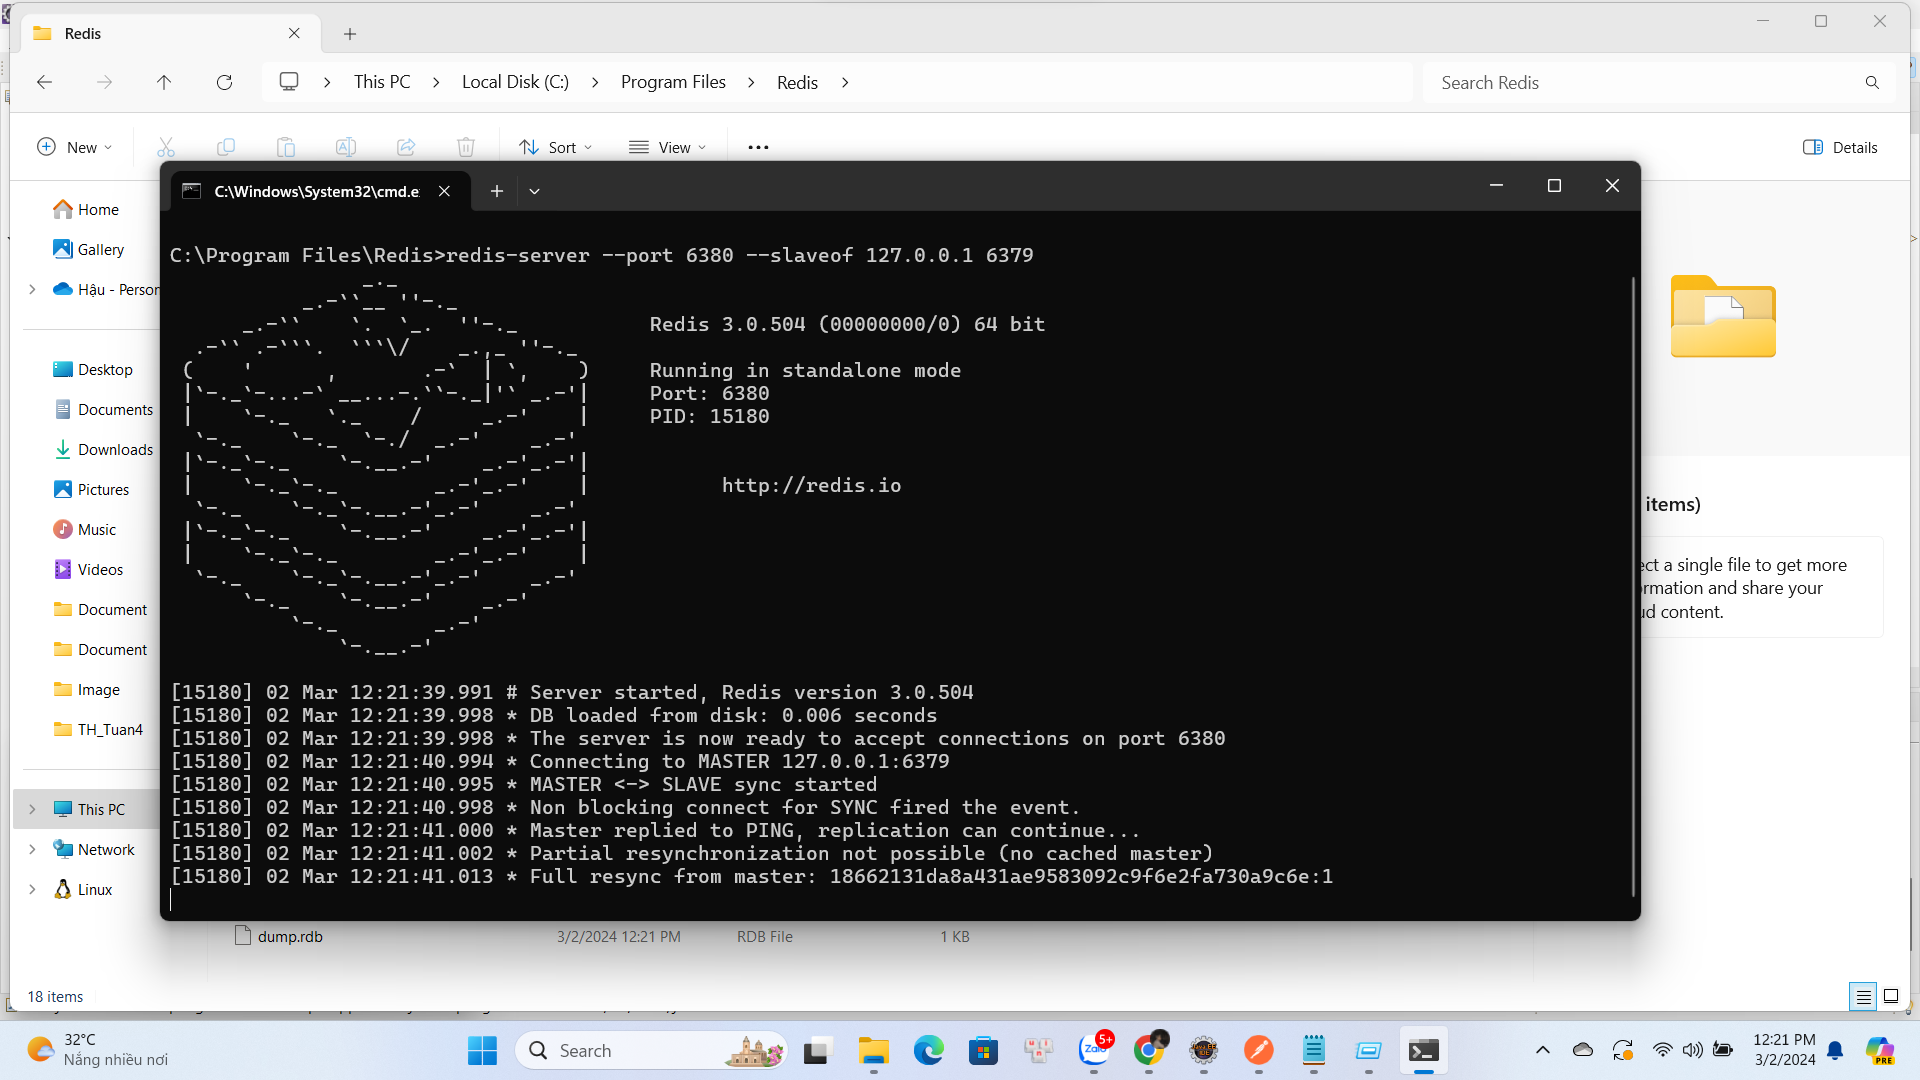 Redis
This PC
Local Disk (C:)
Program Files
Redis
Search Redis
New
Sort
View
Details
C:\Windows\System32\cmd.e
Home
Gallery
Hậu - Persor
Desktop
Documents
Downloads
Pictures
Music
Videos
Document
Document
Image
TH_Tuan4
This PC
Network
Linux
C:\Program Files\Redis>redis-server --port 6380 --slaveof 127.0.0.1 6379
Redis 3.0.504 (00000000/0) 64 bit
Running in standalone mode
Port: 6380
PID: 15180
http://redis.io
[15180] 02 Mar 12:21:39.991 # Server started, Redis version 3.0.504
[15180] 02 Mar 12:21:39.998 * DB loaded from disk: 0.006 seconds
[15180] 02 Mar 12:21:39.998 * The server is now ready to accept connections on port 6380
[15180] 02 Mar 12:21:40.994 * Connecting to MASTER 127.0.0.1:6379
[15180] 02 Mar 12:21:40.995 * MASTER <-> SLAVE sync started
[15180] 02 Mar 12:21:40.998 * Non blocking connect for SYNC fired the event.
[15180] 02 Mar 12:21:41.000 * Master replied to PING, replication can continue...
[15180] 02 Mar 12:21:41.002 * Partial resynchronization not possible (no cached master)
[15180] 02 Mar 12:21:41.013 * Full resync from master: 18662131da8a431ae9583092c9f6e2fa730a9c6e:1
items)
ect a single file to get more
rmation and share your
ud content.
dump.rdb 3/2/2024 12:21 PM RDB File 1 KB
18 items
32°C
Nắng nhiều nơi
Search
5+
Zalo
PRE
12:21 PM
3/2/2024